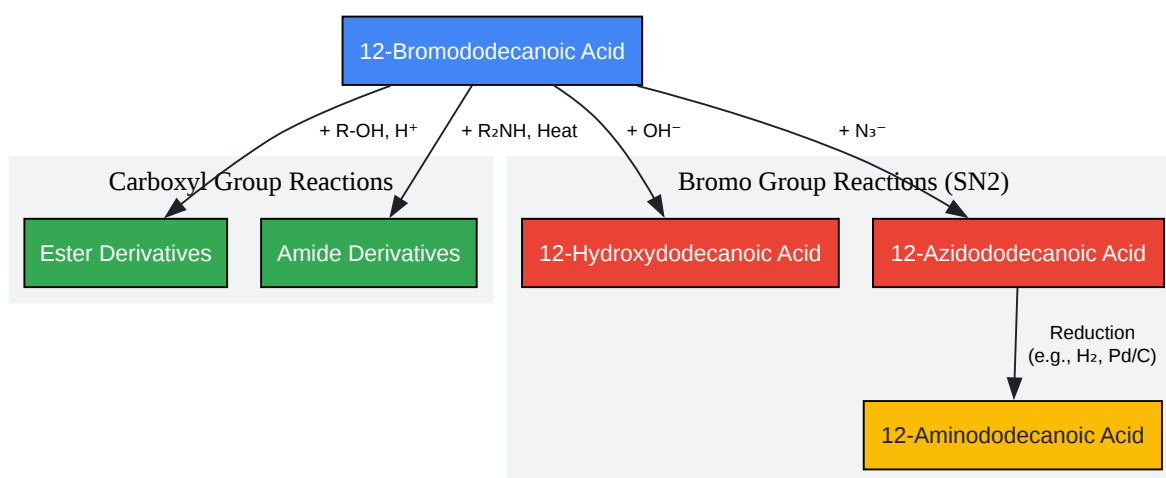 12-Bromododecanoic Acid
+ R-OH, H⁺
+ R₂NH, Heat
+ OH⁻
+ N₃⁻
Carboxyl Group Reactions
Bromo Group Reactions (SN2)
Ester Derivatives
Amide Derivatives
12-Hydroxydodecanoic Acid
12-Azidododecanoic Acid
Reduction
(e.g., H₂, Pd/C)
12-Aminododecanoic Acid